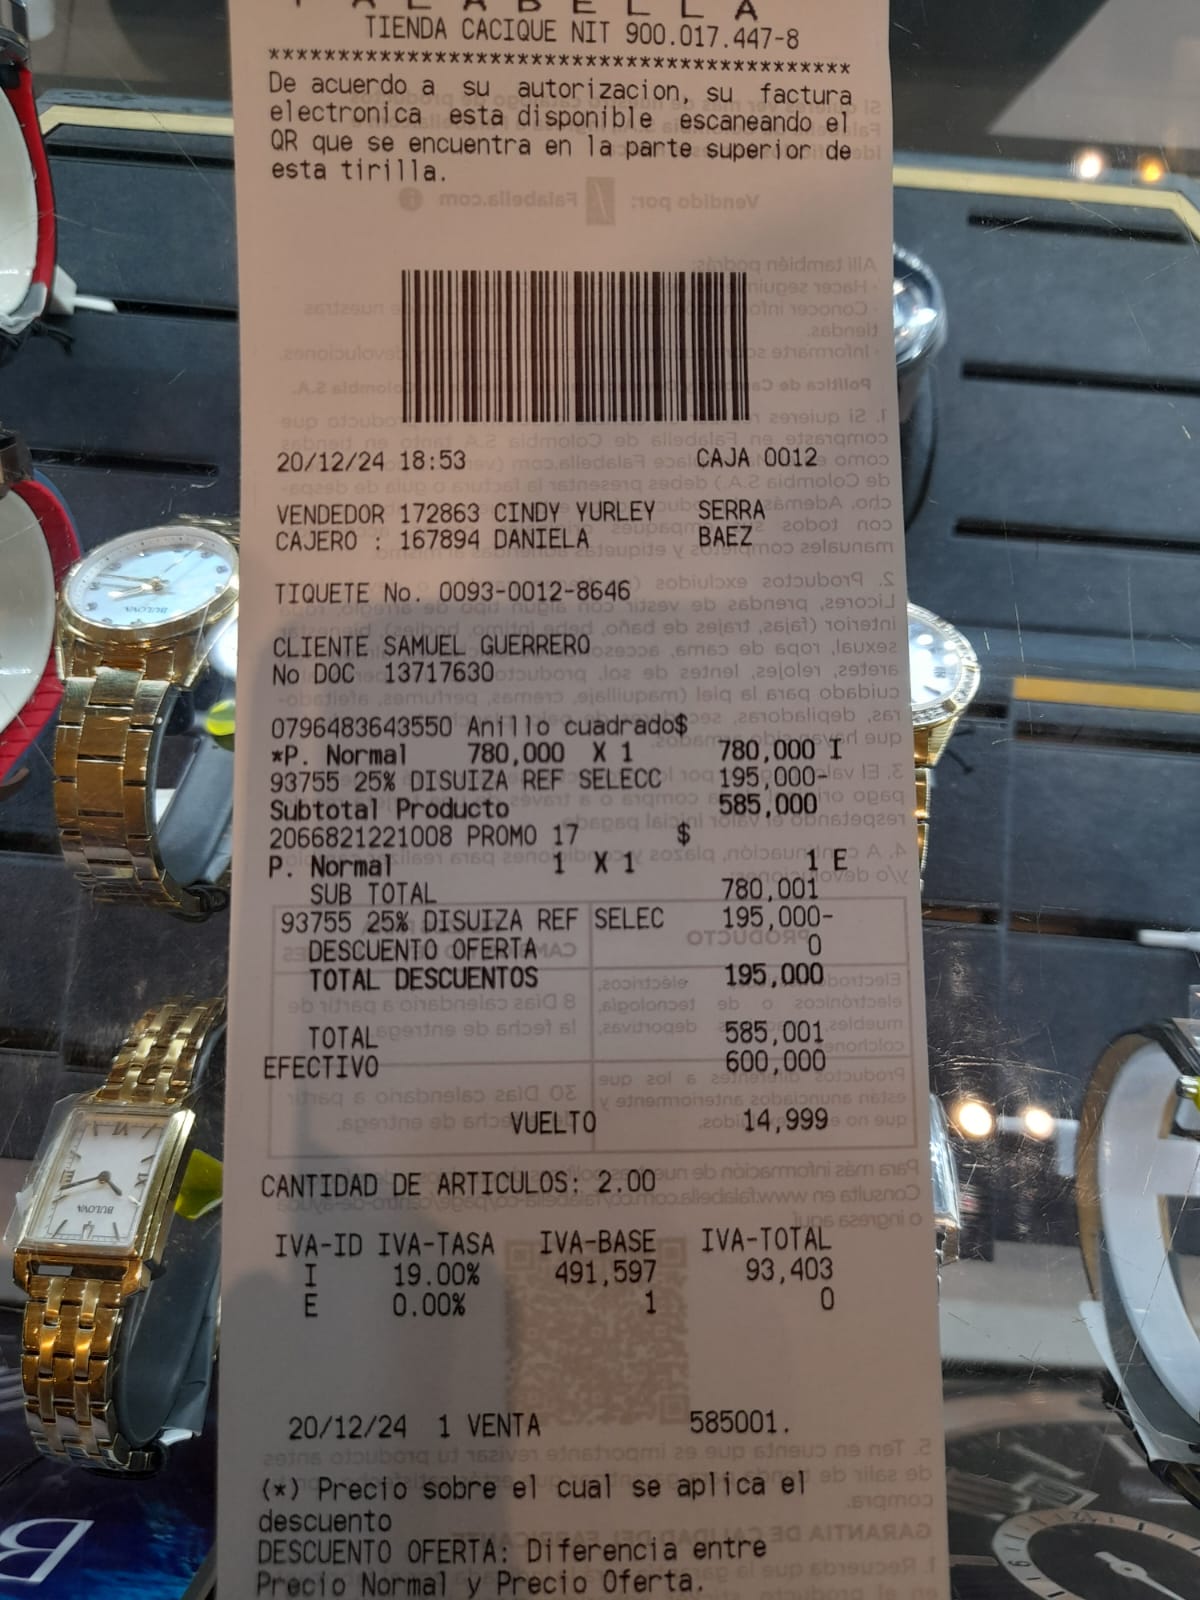 FALABELLA
TIENDA CACIQUE NIT 900.017.447-8
*******************************************
De acuerdo a su autorizacion, su factura
electronica esta disponible escaneando el
QR que se encuentra en la parte superior de
esta tirilla.
20/12/24 18:53 CAJA 0012
VENDEDOR 172863 CINDY YURLEY SERRA
CAJERO : 167894 DANIELA BAEZ
TIQUETE No. 0093-0012-8646
CLIENTE SAMUEL GUERRERO
No DOC 13717630
0796483643550 Anillo cuadrado$
*P. Normal 780,000 X 1 780,000 I
93755 25% DISUIZA REF SELECC 195,000-
Subtotal Producto 585,000
2066821221008 PROMO 17 $
P. Normal 1 X 1 1 E
SUB TOTAL 780,001
93755 25% DISUIZA REF SELEC 195,000-
DESCUENTO OFERTA 0
TOTAL DESCUENTOS 195,000
TOTAL 585,001
EFECTIVO 600,000
VUELTO 14,999
CANTIDAD DE ARTICULOS: 2.00
IVA-ID IVA-TASA IVA-BASE IVA-TOTAL
I 19.00% 491,597 93,403
E 0.00% 1 0
20/12/24 1 VENTA 585001.
(*) Precio sobre el cual se aplica el
descuento
DESCUENTO OFERTA: Diferencia entre
Precio Normal y Precio Oferta.
BULOVA
BULOVA